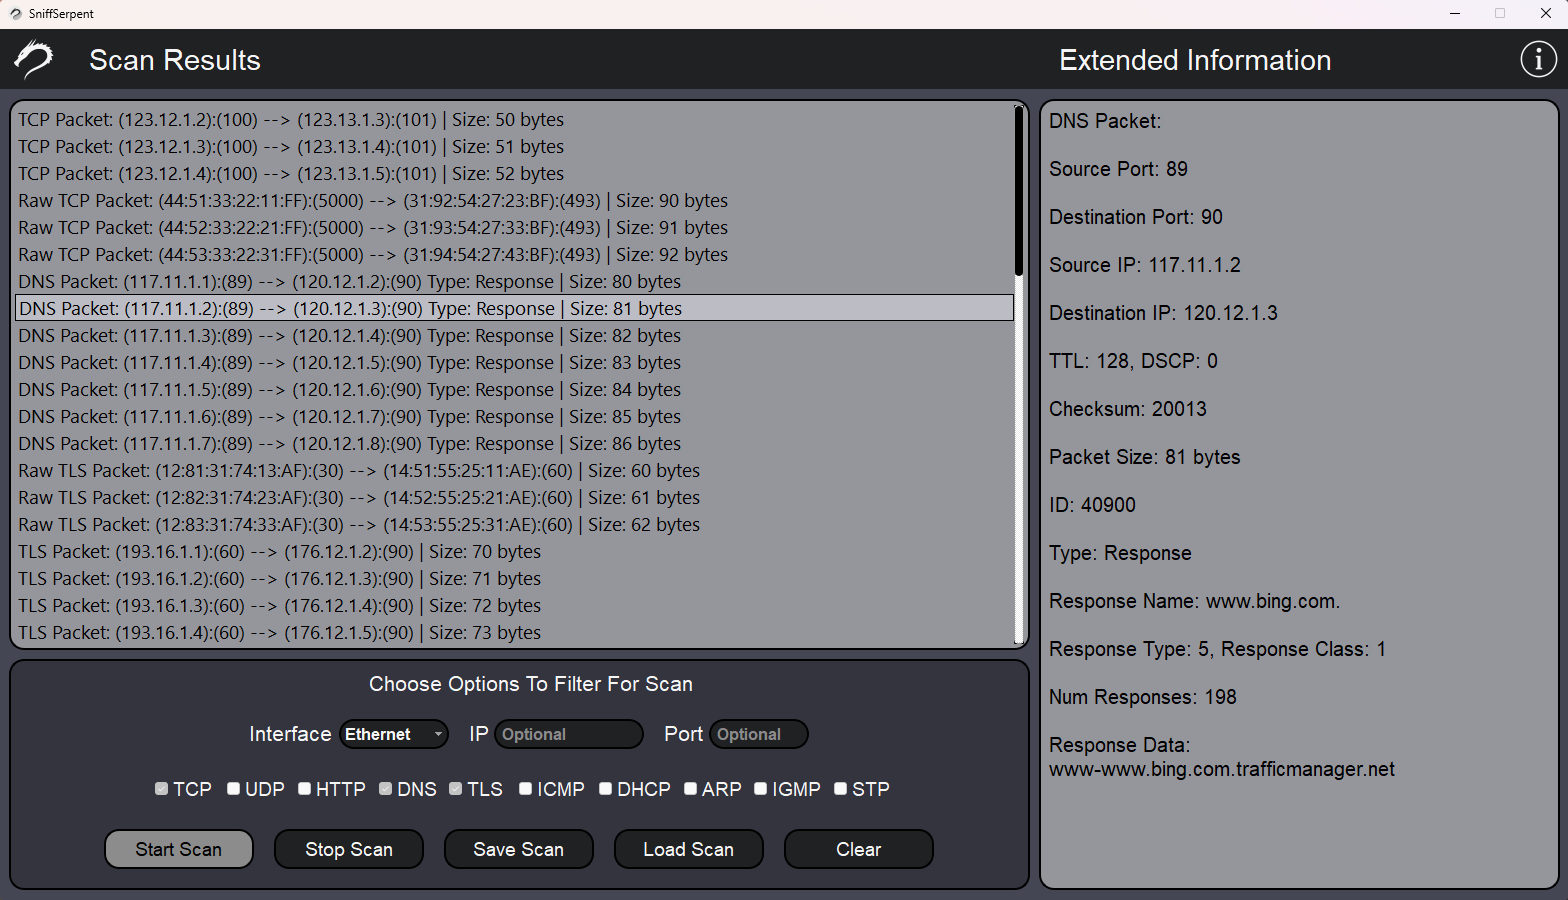 SniffSerpent
Scan Results
Extended Information
TCP Packet: (123.12.1.2):(100) --> (123.13.1.3):(101) | Size: 50 bytes
TCP Packet: (123.12.1.3):(100) --> (123.13.1.4):(101) | Size: 51 bytes
TCP Packet: (123.12.1.4):(100) --> (123.13.1.5):(101) | Size: 52 bytes
Raw TCP Packet: (44:51:33:22:11:FF):(5000) --> (31:92:54:27:23:BF):(493) | Size: 90 bytes
Raw TCP Packet: (44:52:33:22:21:FF):(5000) --> (31:93:54:27:33:BF):(493) | Size: 91 bytes
Raw TCP Packet: (44:53:33:22:31:FF):(5000) --> (31:94:54:27:43:BF):(493) | Size: 92 bytes
DNS Packet: (117.11.1.1):(89) --> (120.12.1.2):(90) Type: Response | Size: 80 bytes
DNS Packet: (117.11.1.2):(89) --> (120.12.1.3):(90) Type: Response | Size: 81 bytes
DNS Packet: (117.11.1.3):(89) --> (120.12.1.4):(90) Type: Response | Size: 82 bytes
DNS Packet: (117.11.1.4):(89) --> (120.12.1.5):(90) Type: Response | Size: 83 bytes
DNS Packet: (117.11.1.5):(89) --> (120.12.1.6):(90) Type: Response | Size: 84 bytes
DNS Packet: (117.11.1.6):(89) --> (120.12.1.7):(90) Type: Response | Size: 85 bytes
DNS Packet: (117.11.1.7):(89) --> (120.12.1.8):(90) Type: Response | Size: 86 bytes
Raw TLS Packet: (12:81:31:74:13:AF):(30) --> (14:51:55:25:11:AE):(60) | Size: 60 bytes
Raw TLS Packet: (12:82:31:74:23:AF):(30) --> (14:52:55:25:21:AE):(60) | Size: 61 bytes
Raw TLS Packet: (12:83:31:74:33:AF):(30) --> (14:53:55:25:31:AE):(60) | Size: 62 bytes
TLS Packet: (193.16.1.1):(60) --> (176.12.1.2):(90) | Size: 70 bytes
TLS Packet: (193.16.1.2):(60) --> (176.12.1.3):(90) | Size: 71 bytes
TLS Packet: (193.16.1.3):(60) --> (176.12.1.4):(90) | Size: 72 bytes
TLS Packet: (193.16.1.4):(60) --> (176.12.1.5):(90) | Size: 73 bytes
DNS Packet:
Source Port: 89
Destination Port: 90
Source IP: 117.11.1.2
Destination IP: 120.12.1.3
TTL: 128, DSCP: 0
Checksum: 20013
Packet Size: 81 bytes
ID: 40900
Type: Response
Response Name: www.bing.com.
Response Type: 5, Response Class: 1
Num Responses: 198
Response Data:
www-www.bing.com.trafficmanager.net
Choose Options To Filter For Scan
Interface Ethernet IP Optional Port Optional
TCP UDP HTTP DNS TLS ICMP DHCP ARP IGMP STP
Start Scan Stop Scan Save Scan Load Scan Clear